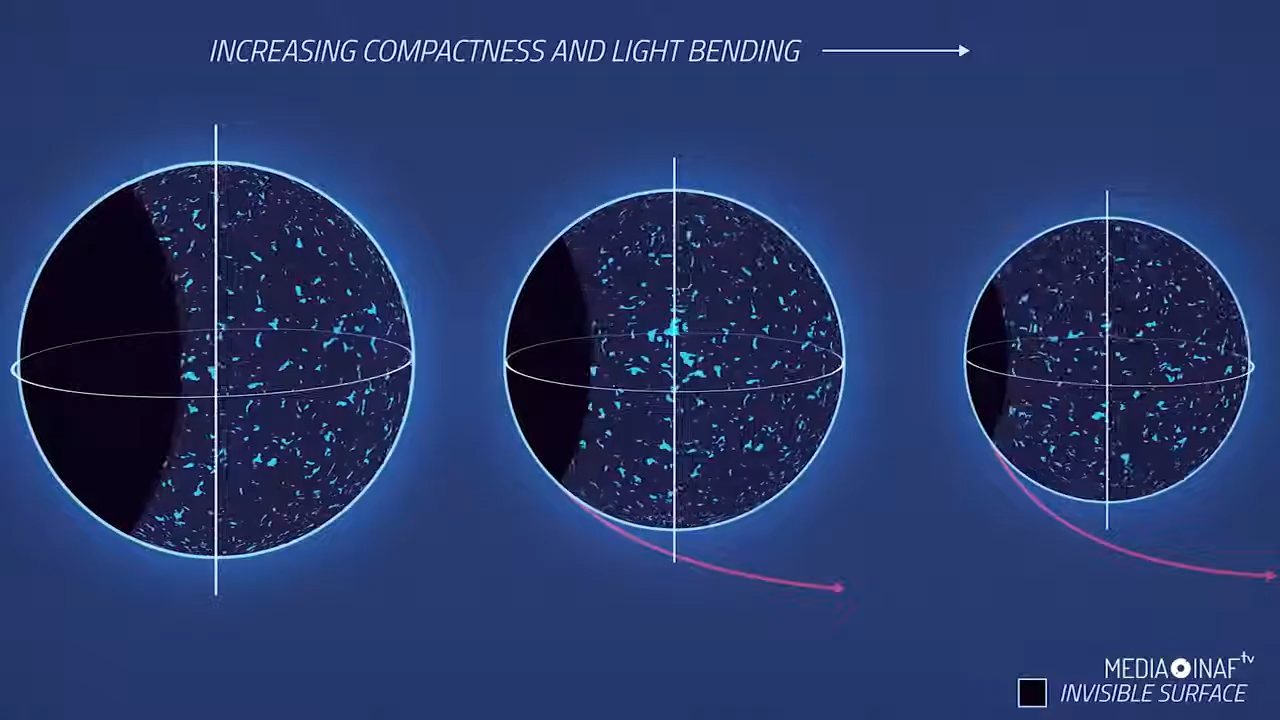 INCREASING COMPACTNESS AND LIGHT BENDING
MEDIA INAF tv
INVISIBLE SURFACE